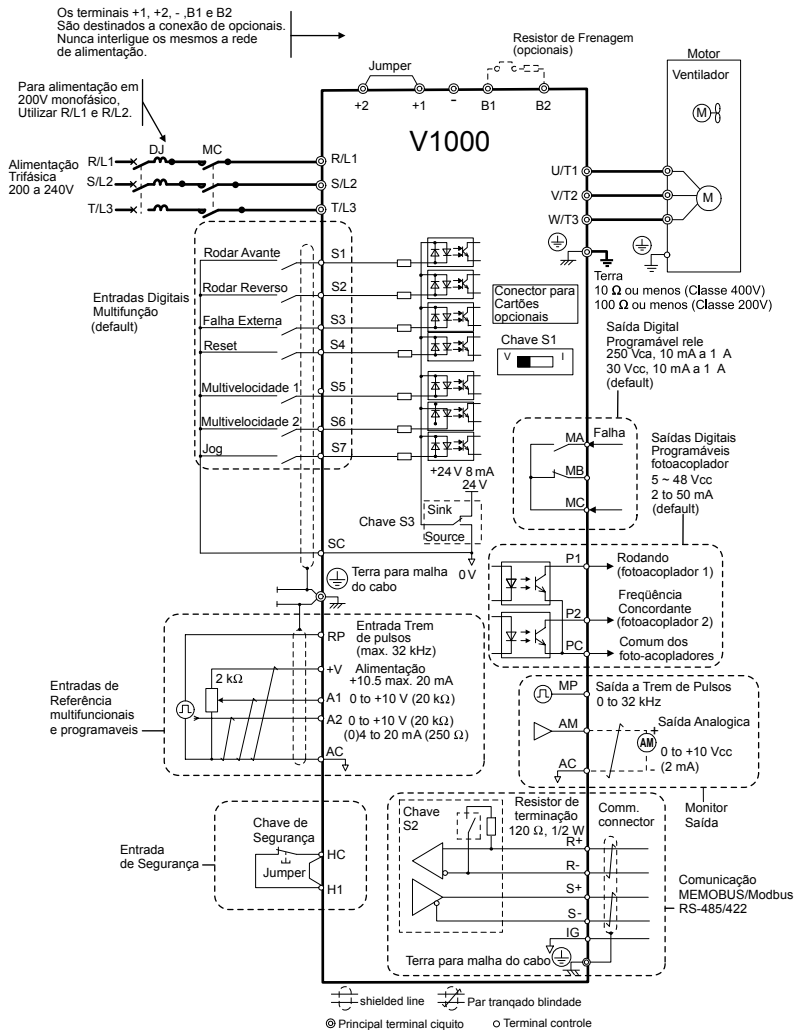 Os terminais +1, +2, - ,B1 e B2
São destinados a conexão de opcionais.
Nunca interligue os mesmos a rede
de alimentação.
Resistor de Frenagem
(opcionais)
Jumper
+2
+1
-
B1
B2
Motor
Ventilador
M
Para alimentação em
200V monofásico,
Utilizar R/L1 e R/L2.
V1000
DJ
MC
Alimentação
Trifásica
200 a 240V
R/L1
S/L2
T/L3
R/L1
S/L2
T/L3
U/T1
V/T2
W/T3
M
Terra
10 Ω ou menos (Classe 400V)
100 Ω ou menos (Classe 200V)
Entradas Digitais
Multifunção
(default)
Rodar Avante
S1
Rodar Reverso
S2
Falha Externa
S3
Reset
S4
Multivelocidade 1
S5
Multivelocidade 2
S6
Jog
S7
Conector para
Cartões
opcionais
Chave S1
V
I
Saída Digital
Programável rele
250 Vca, 10 mA a 1 A
30 Vcc, 10 mA a 1 A
(default)
MA
Falha
MB
MC
Saídas Digitais
Programáveis
fotoacoplador
5 ~ 48 Vcc
2 to 50 mA
(default)
+24 V 8 mA
24 V
Sink
Chave S3
Source
0 V
SC
Terra para malha
do cabo
P1
Rodando
(fotoacoplador 1)
P2
Freqüência
Concordante
(fotoacoplador 2)
PC
Comum dos
foto-acopladores
Entradas de
Referência
multifuncionais
e programaveis
RP
Entrada Trem
de pulsos
(max. 32 kHz)
2 kΩ
+V
Alimentação
+10.5 max. 20 mA
A1
0 to +10 V (20 kΩ)
A2
0 to +10 V (20 kΩ)
(0)4 to 20 mA (250 Ω)
AC
MP
Saída a Trem de Pulsos
0 to 32 kHz
AM
Saída Analogica
+
AM
0 to +10 Vcc
(2 mA)
-
AC
Monitor
Saída
Entrada
de Segurança
Chave de
Segurança
Jumper
HC
H1
Chave
S2
Resistor de
terminação
120 Ω, 1/2 W
Comm.
connector
R+
R-
S+
S-
IG
Terra para malha do cabo
Comunicação
MEMOBUS/Modbus
RS-485/422
shielded line
Par tranqado blindade
Principal terminal ciquito
Terminal controle